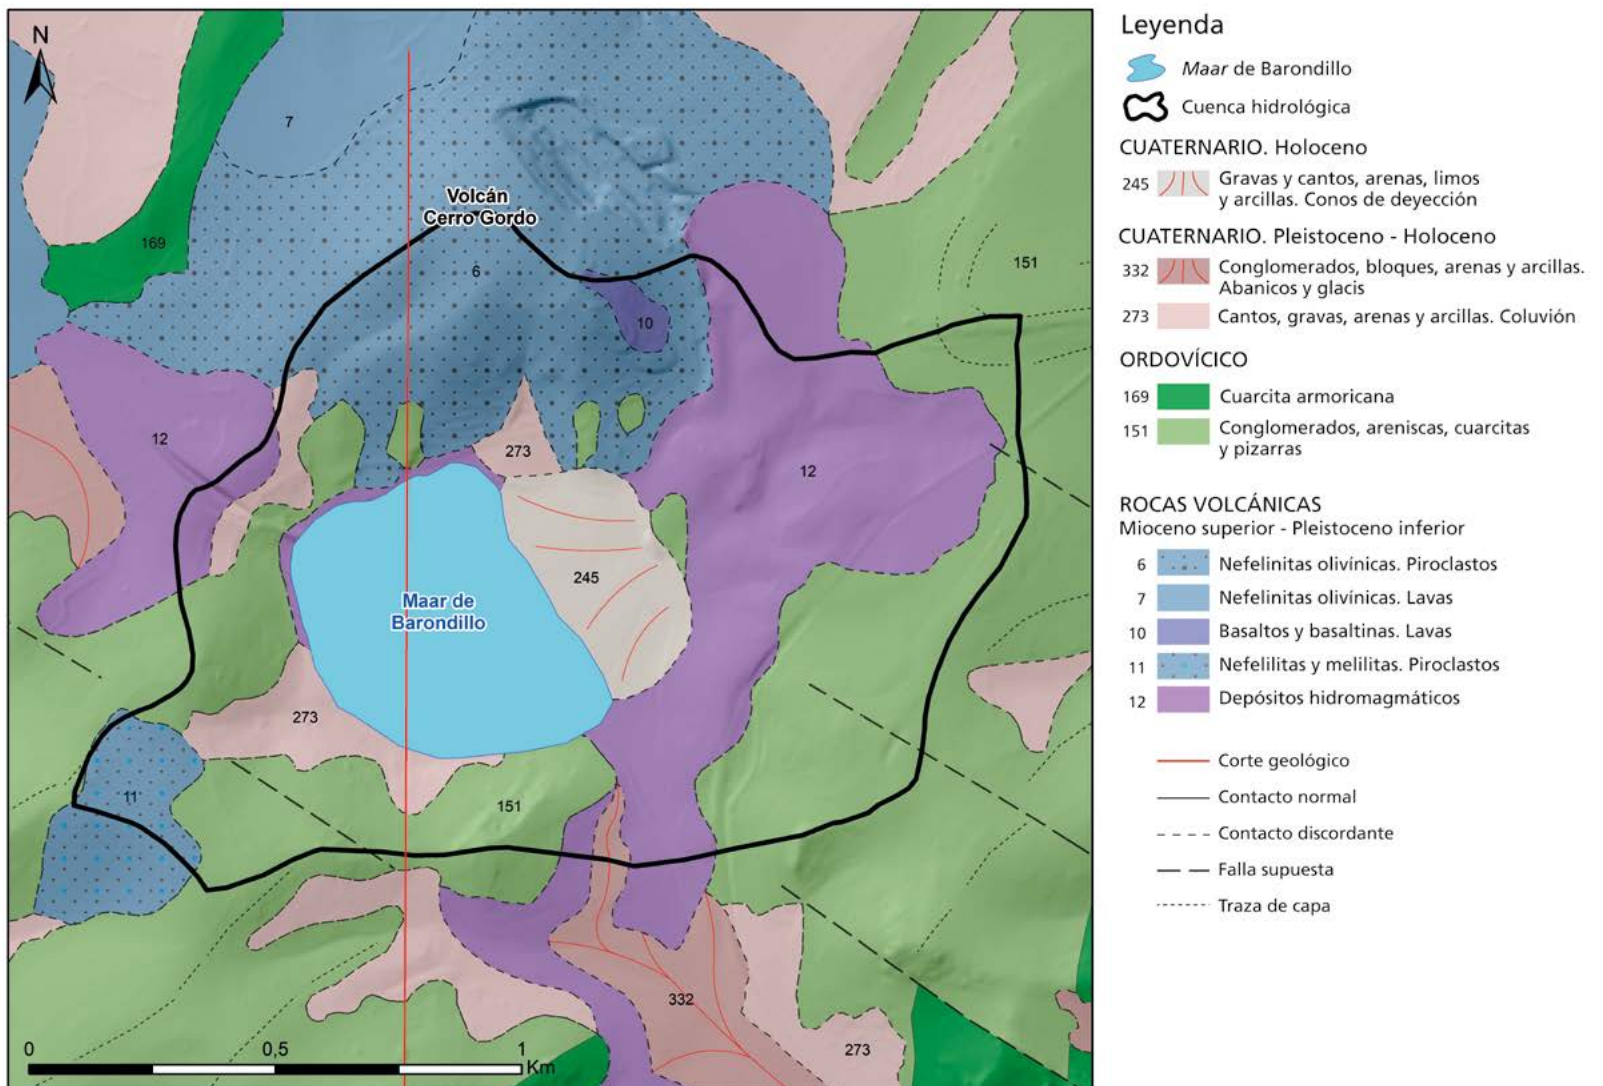 N
7
Volcán
Cerro Gordo
169
6
151
10
12
273
12
245
Maar de
Barondillo
273
11
151
332
273
0
0,5
1
Km
Leyenda
Maar de Barondillo
Cuenca hidrológica
CUATERNARIO. Holoceno
245 Gravas y cantos, arenas, limos
y arcillas. Conos de deyección
CUATERNARIO. Pleistoceno - Holoceno
332 Conglomerados, bloques, arenas y arcillas.
Abanicos y glacis
273 Cantos, gravas, arenas y arcillas. Coluvión
ORDOVÍCICO
169 Cuarcita armoricana
151 Conglomerados, areniscas, cuarcitas
y pizarras
ROCAS VOLCÁNICAS
Mioceno superior - Pleistoceno inferior
6 Nefelinitas olivínicas. Piroclastos
7 Nefelinitas olivínicas. Lavas
10 Basaltos y basaltinas. Lavas
11 Nefelilitas y melilitas. Piroclastos
12 Depósitos hidromagmáticos
Corte geológico
Contacto normal
Contacto discordante
Falla supuesta
Traza de capa